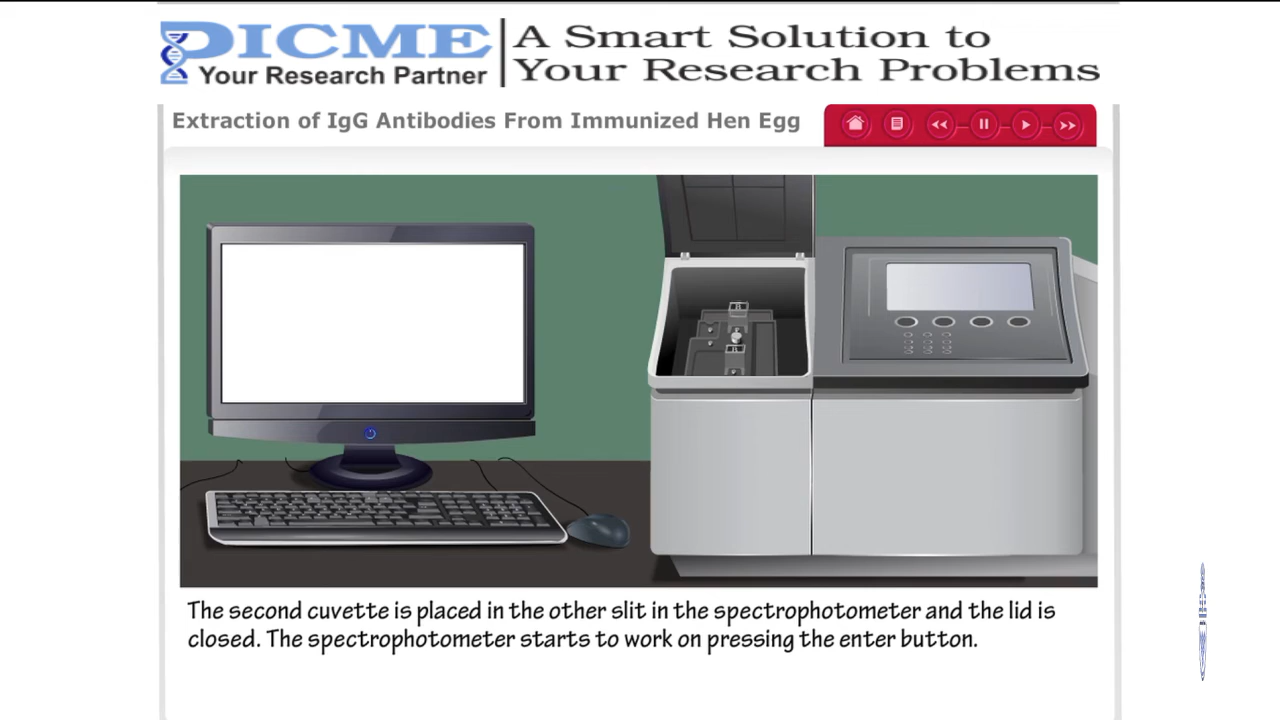 DICME
Your Research Partner
A Smart Solution to
Your Research Problems
Extraction of IgG Antibodies From Immunized Hen Egg
B
B
The second cuvette is placed in the other slit in the spectrophotometer and the lid is
closed. The spectrophotometer starts to work on pressing the enter button.